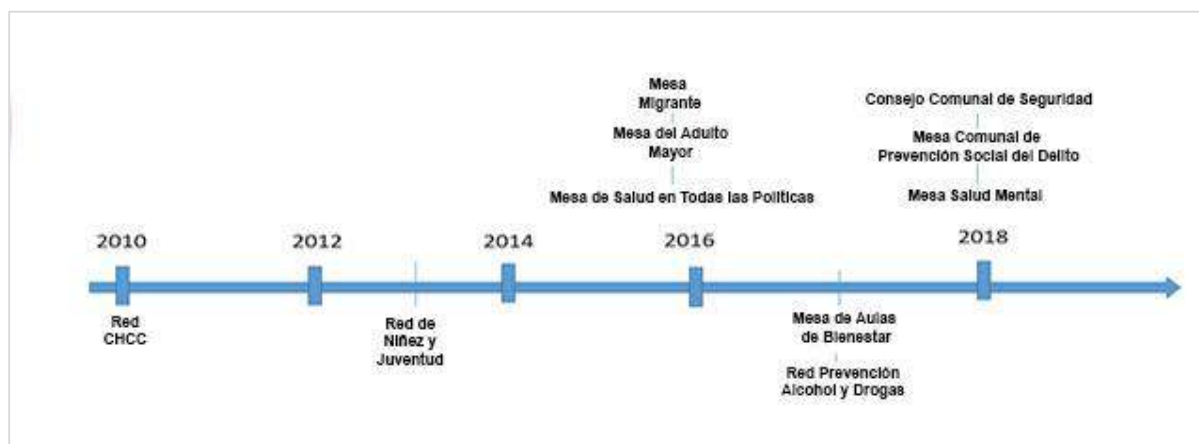 Mesa
Migrante
Mesa del Adulto
Mayor
Mesa de Salud en Todas las Políticas
Consejo Comunal de Seguridad
Mesa Comunal de
Prevención Social del Delito
Mesa Salud Mental
2010
2012
2014
2016
2018
Red
CHCC
Red de
Niñez y
Juventud
Mesa de Aulas
de Bienestar
Red Prevención
Alcohol y Drogas